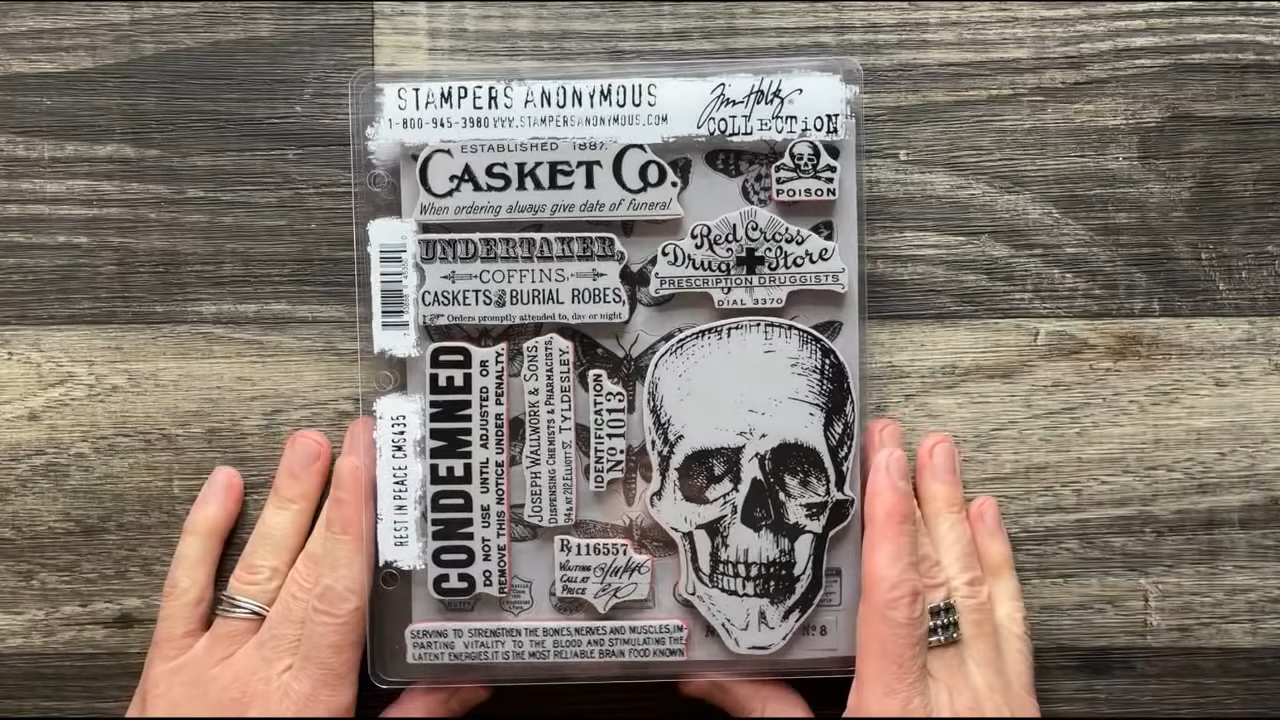 STAMPERS ANONYMOUS
1-800-945-3980 WWW.STAMPERSANONYMOUS.COM
Tim Holtz®
COLLECTiON
ESTABLISHED 1887.
CASKET CO.
When ordering always give date of funeral.
POISON
UNDERTAKER,
COFFINS,
CASKETS & BURIAL ROBES,
Orders promptly attended to, day or night
Red Cross
Drug Store
PRESCRIPTION DRUGGISTS
DIAL 3370
REST IN PEACE CMS435
CONDEMNED
DO NOT USE UNTIL ADJUSTED OR
REMOVE THIS NOTICE UNDER PENALTY.
JOSEPH WALLWORK & SONS,
DISPENSING CHEMISTS & PHARMACISTS,
94 & 212 ELLIOTT ST. TYLDESLEY.
IDENTIFICATION
No 1013
Rx 116557
WAITING
CALL AT
PRICE
SERVING TO STRENGTHEN THE BONES, NERVES AND MUSCLES, IM-
PARTING VITALITY TO THE BLOOD AND STIMULATING THE
LATENT ENERGIES. IT IS THE MOST RELIABLE BRAIN FOOD KNOWN
No 8